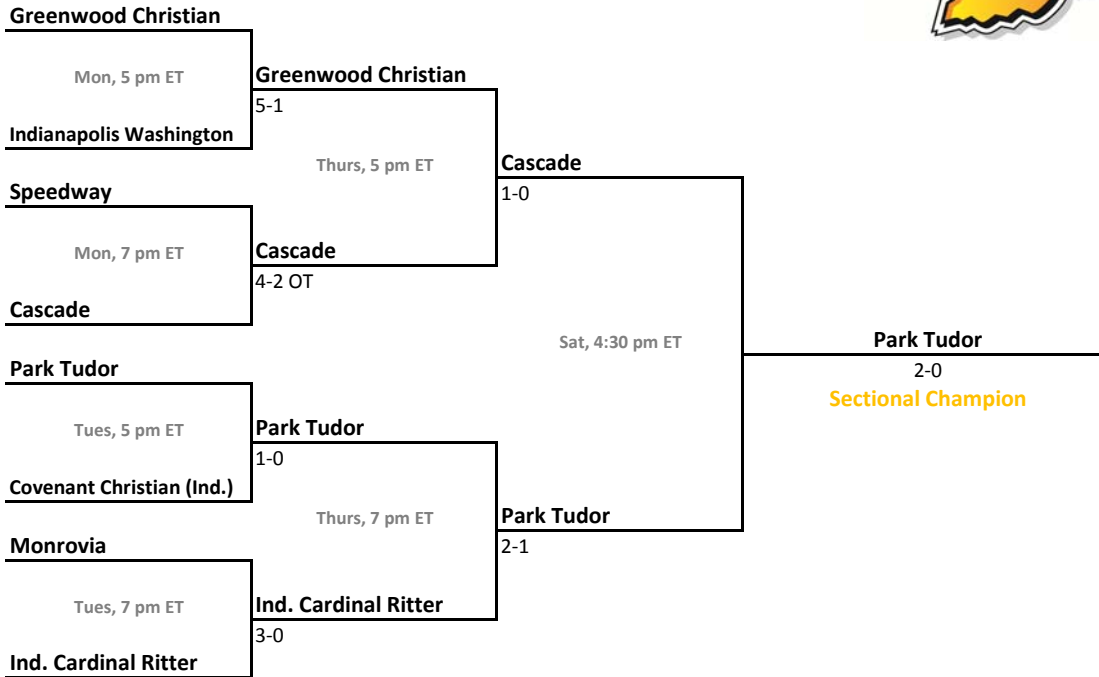 Greenwood Christian
Mon, 5 pm ET
Greenwood Christian
5-1
Indianapolis Washington
Thurs, 5 pm ET
Cascade
1-0
Speedway
Mon, 7 pm ET
Cascade
4-2 OT
Cascade
Sat, 4:30 pm ET
Park Tudor
2-0
Sectional Champion
Park Tudor
Tues, 5 pm ET
Park Tudor
1-0
Covenant Christian (Ind.)
Thurs, 7 pm ET
Park Tudor
2-1
Monrovia
Tues, 7 pm ET
Ind. Cardinal Ritter
3-0
Ind. Cardinal Ritter